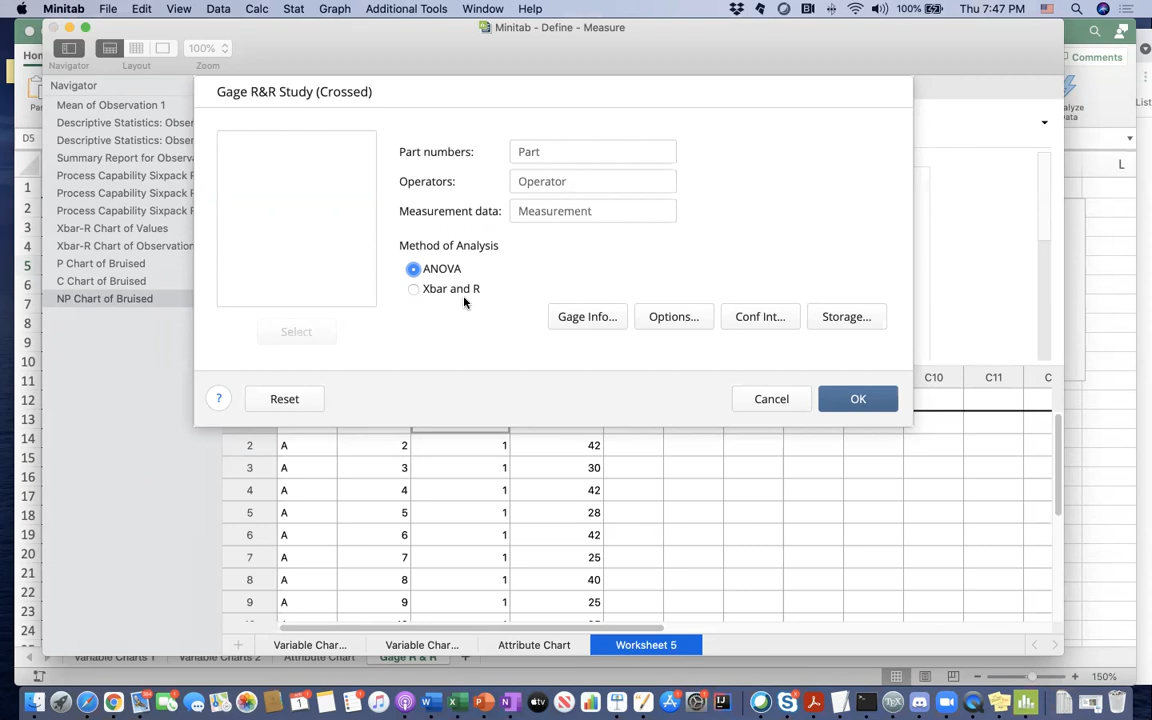 Minitab File Edit View Data Calc Stat Graph Additional Tools Window Help 100% Thu 7:47 PM
Minitab - Define - Measure
100%
Navigator Layout Zoom
Hom
Comments
Navigator
Gage R&R Study (Crossed)
Mean of Observation 1
Descriptive Statistics: Obser
Descriptive Statistics: Obser
Summary Report for Observa
Process Capability Sixpack R
Process Capability Sixpack R
Process Capability Sixpack R
Xbar-R Chart of Values
Xbar-R Chart of Observation
P Chart of Bruised
C Chart of Bruised
NP Chart of Bruised
Part numbers: Part
Operators: Operator
Measurement data: Measurement
Method of Analysis
ANOVA
Xbar and R
Gage Info... Options... Conf Int... Storage...
Select
? Reset Cancel OK
Par
alyze
Data
List
D5
L
1
2
3
4
5
6
7
8
9
10
11
12
13
14
15
16
17
18
19
20
21
22
23
24
C10 C11 C
2 A 2 1 42
3 A 3 1 30
4 A 4 1 42
5 A 5 1 28
6 A 6 1 42
7 A 7 1 25
8 A 8 1 40
9 A 9 1 25
+ Variable Char... Variable Char... Attribute Chart Worksheet 5
Variable Charts 1 Variable Charts 2 Attribute Chart Gage R & R +
150%